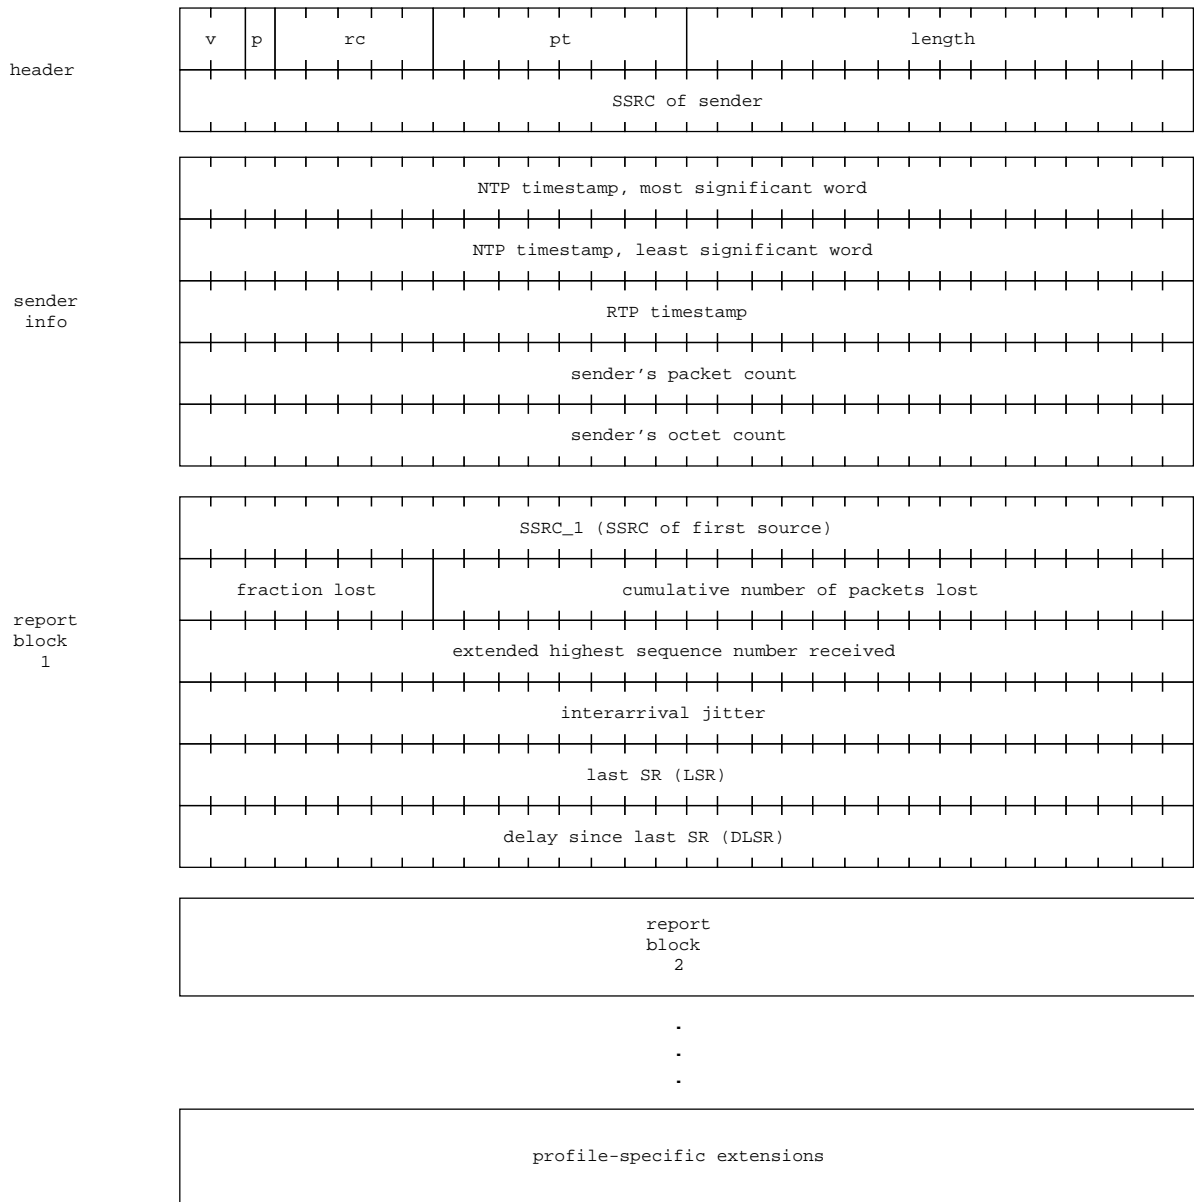 v p rc pt length
header
SSRC of sender
NTP timestamp, most significant word
NTP timestamp, least significant word
sender
info
RTP timestamp
sender's packet count
sender's octet count
SSRC_1 (SSRC of first source)
fraction lost cumulative number of packets lost
report
block
1
extended highest sequence number received
interarrival jitter
last SR (LSR)
delay since last SR (DLSR)
report
block
2
.
.
.
profile-specific extensions